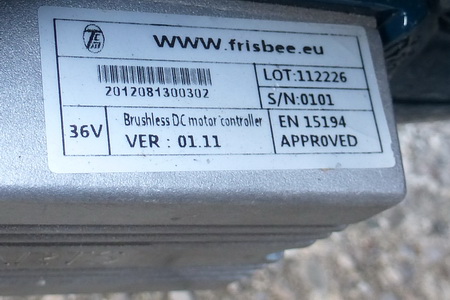 www.frisbee.eu
2012081300302
LOT:112226
S/N:0101
36V
Brushless DC motor controller
VER : 01.11
EN 15194
APPROVED